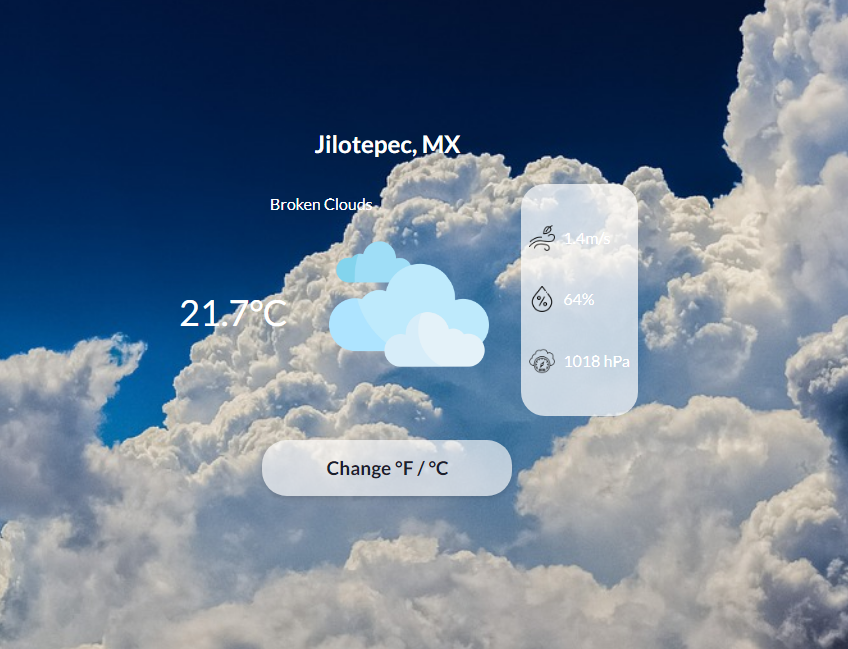 Jilotepec, MX
Broken Clouds
1.4m/s
64%
21.7°C
1018 hPa
Change °F / °C